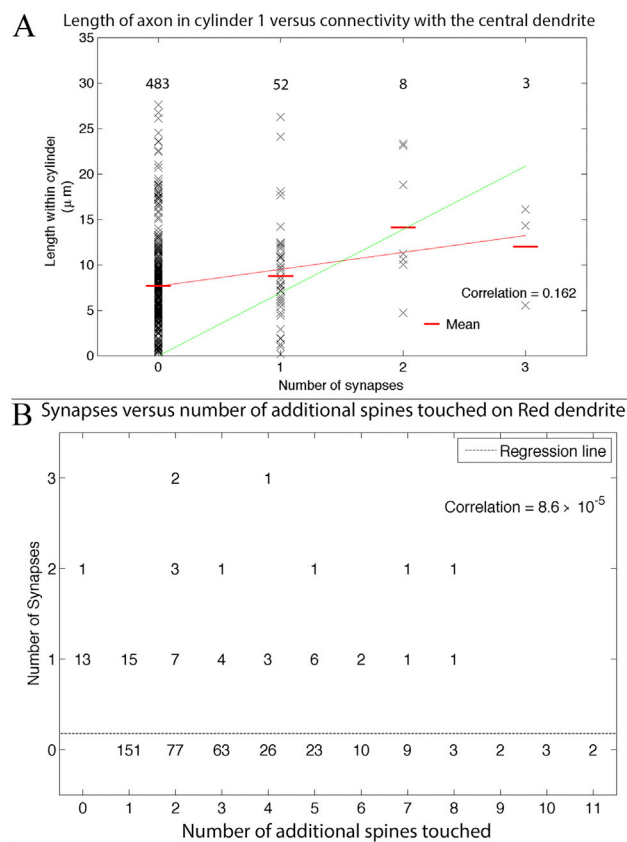 A Length of axon in cylinder 1 versus connectivity with the central dendrite
35
30
25
20
15
10
5
0
Length within cylinder
(μ m)
483 52 8 3
Correlation = 0.162
Mean
0 1 2 3
Number of synapses
B Synapses versus number of additional spines touched on Red dendrite
Regression line
Correlation = 8.6 × 10-5
Number of Synapses
3 2 1
2 1 3 1 1 1 1
1 13 15 7 4 3 6 2 1 1
0 151 77 63 26 23 10 9 3 2 3 2
0 1 2 3 4 5 6 7 8 9 10 11
Number of additional spines touched